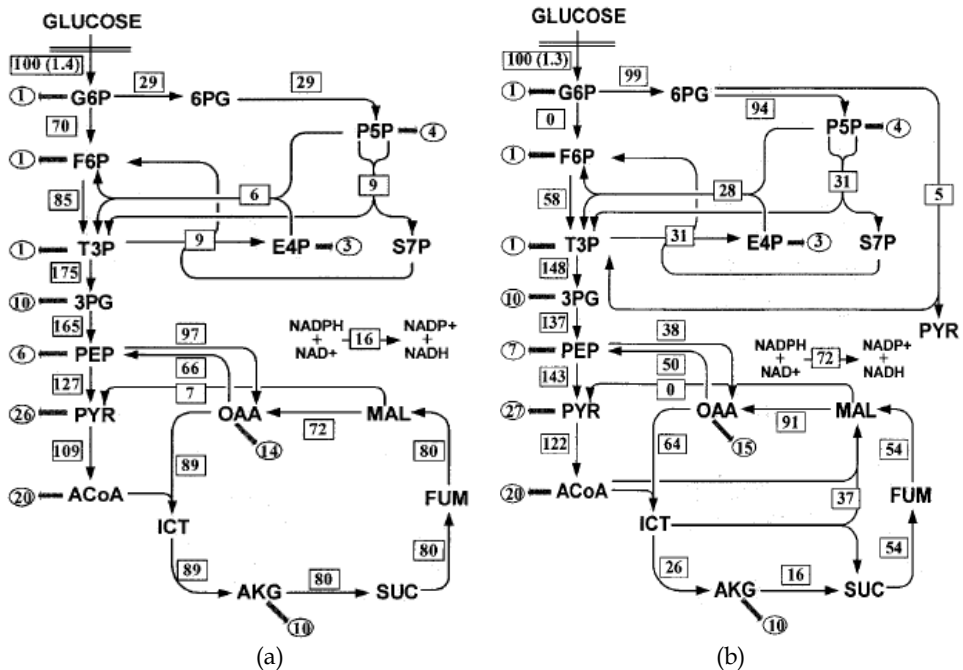 GLUCOSE
100 (1.4)
29
29
1
G6P
6PG
70
P5P
4
1
F6P
6
9
85
1
T3P
9
E4P
3
S7P
175
10
3PG
165
97
NADPH
+
NAD+
16
NADP+
+
NADH
6
PEP
66
127
7
26
PYR
OAA
MAL
72
14
109
89
80
20
ACoA
FUM
ICT
89
80
AKG
80
SUC
10
(a)
GLUCOSE
100 (1.3)
99
1
G6P
6PG
94
0
P5P
4
1
F6P
28
31
5
58
1
T3P
31
E4P
3
S7P
148
10
3PG
137
38
NADPH
+
NAD+
72
NADP+
+
NADH
PYR
7
PEP
50
143
0
27
PYR
OAA
MAL
91
15
122
64
54
20
ACoA
37
FUM
ICT
54
26
16
AKG
SUC
10
(b)